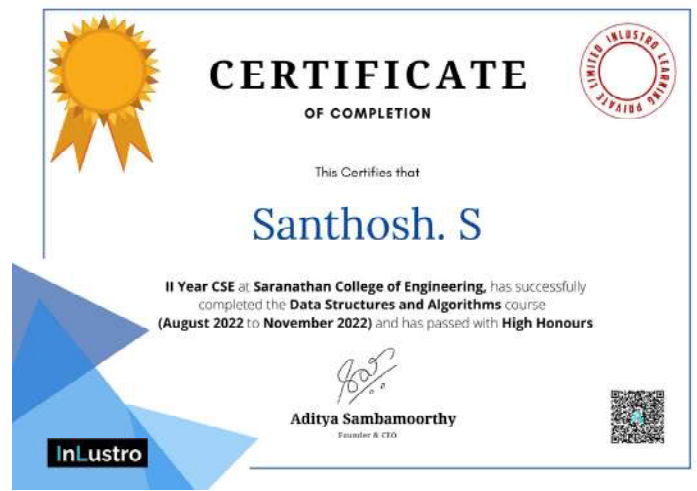 CERTIFICATE
OF COMPLETION
INLUSTRO LEARNING PRIVATE LIMITED
This Certifies that
Santhosh. S
II Year CSE at Saranathan College of Engineering, has successfully
completed the Data Structures and Algorithms course
(August 2022 to November 2022) and has passed with High Honours
Aditya Sambamoorthy
Founder & CEO
InLustro